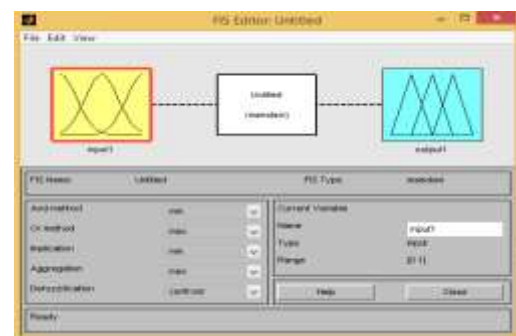 FIS Editor: Untitled
File Edit View
Untitled
(mamdani)
input1
output1
FIS Name: Untitled FIS Type: mamdani
And method min
Or method max
Implication min
Aggregation max
Defuzzification centroid
Current Variable
Name input1
Type input
Range [0 1]
Help Close
Ready